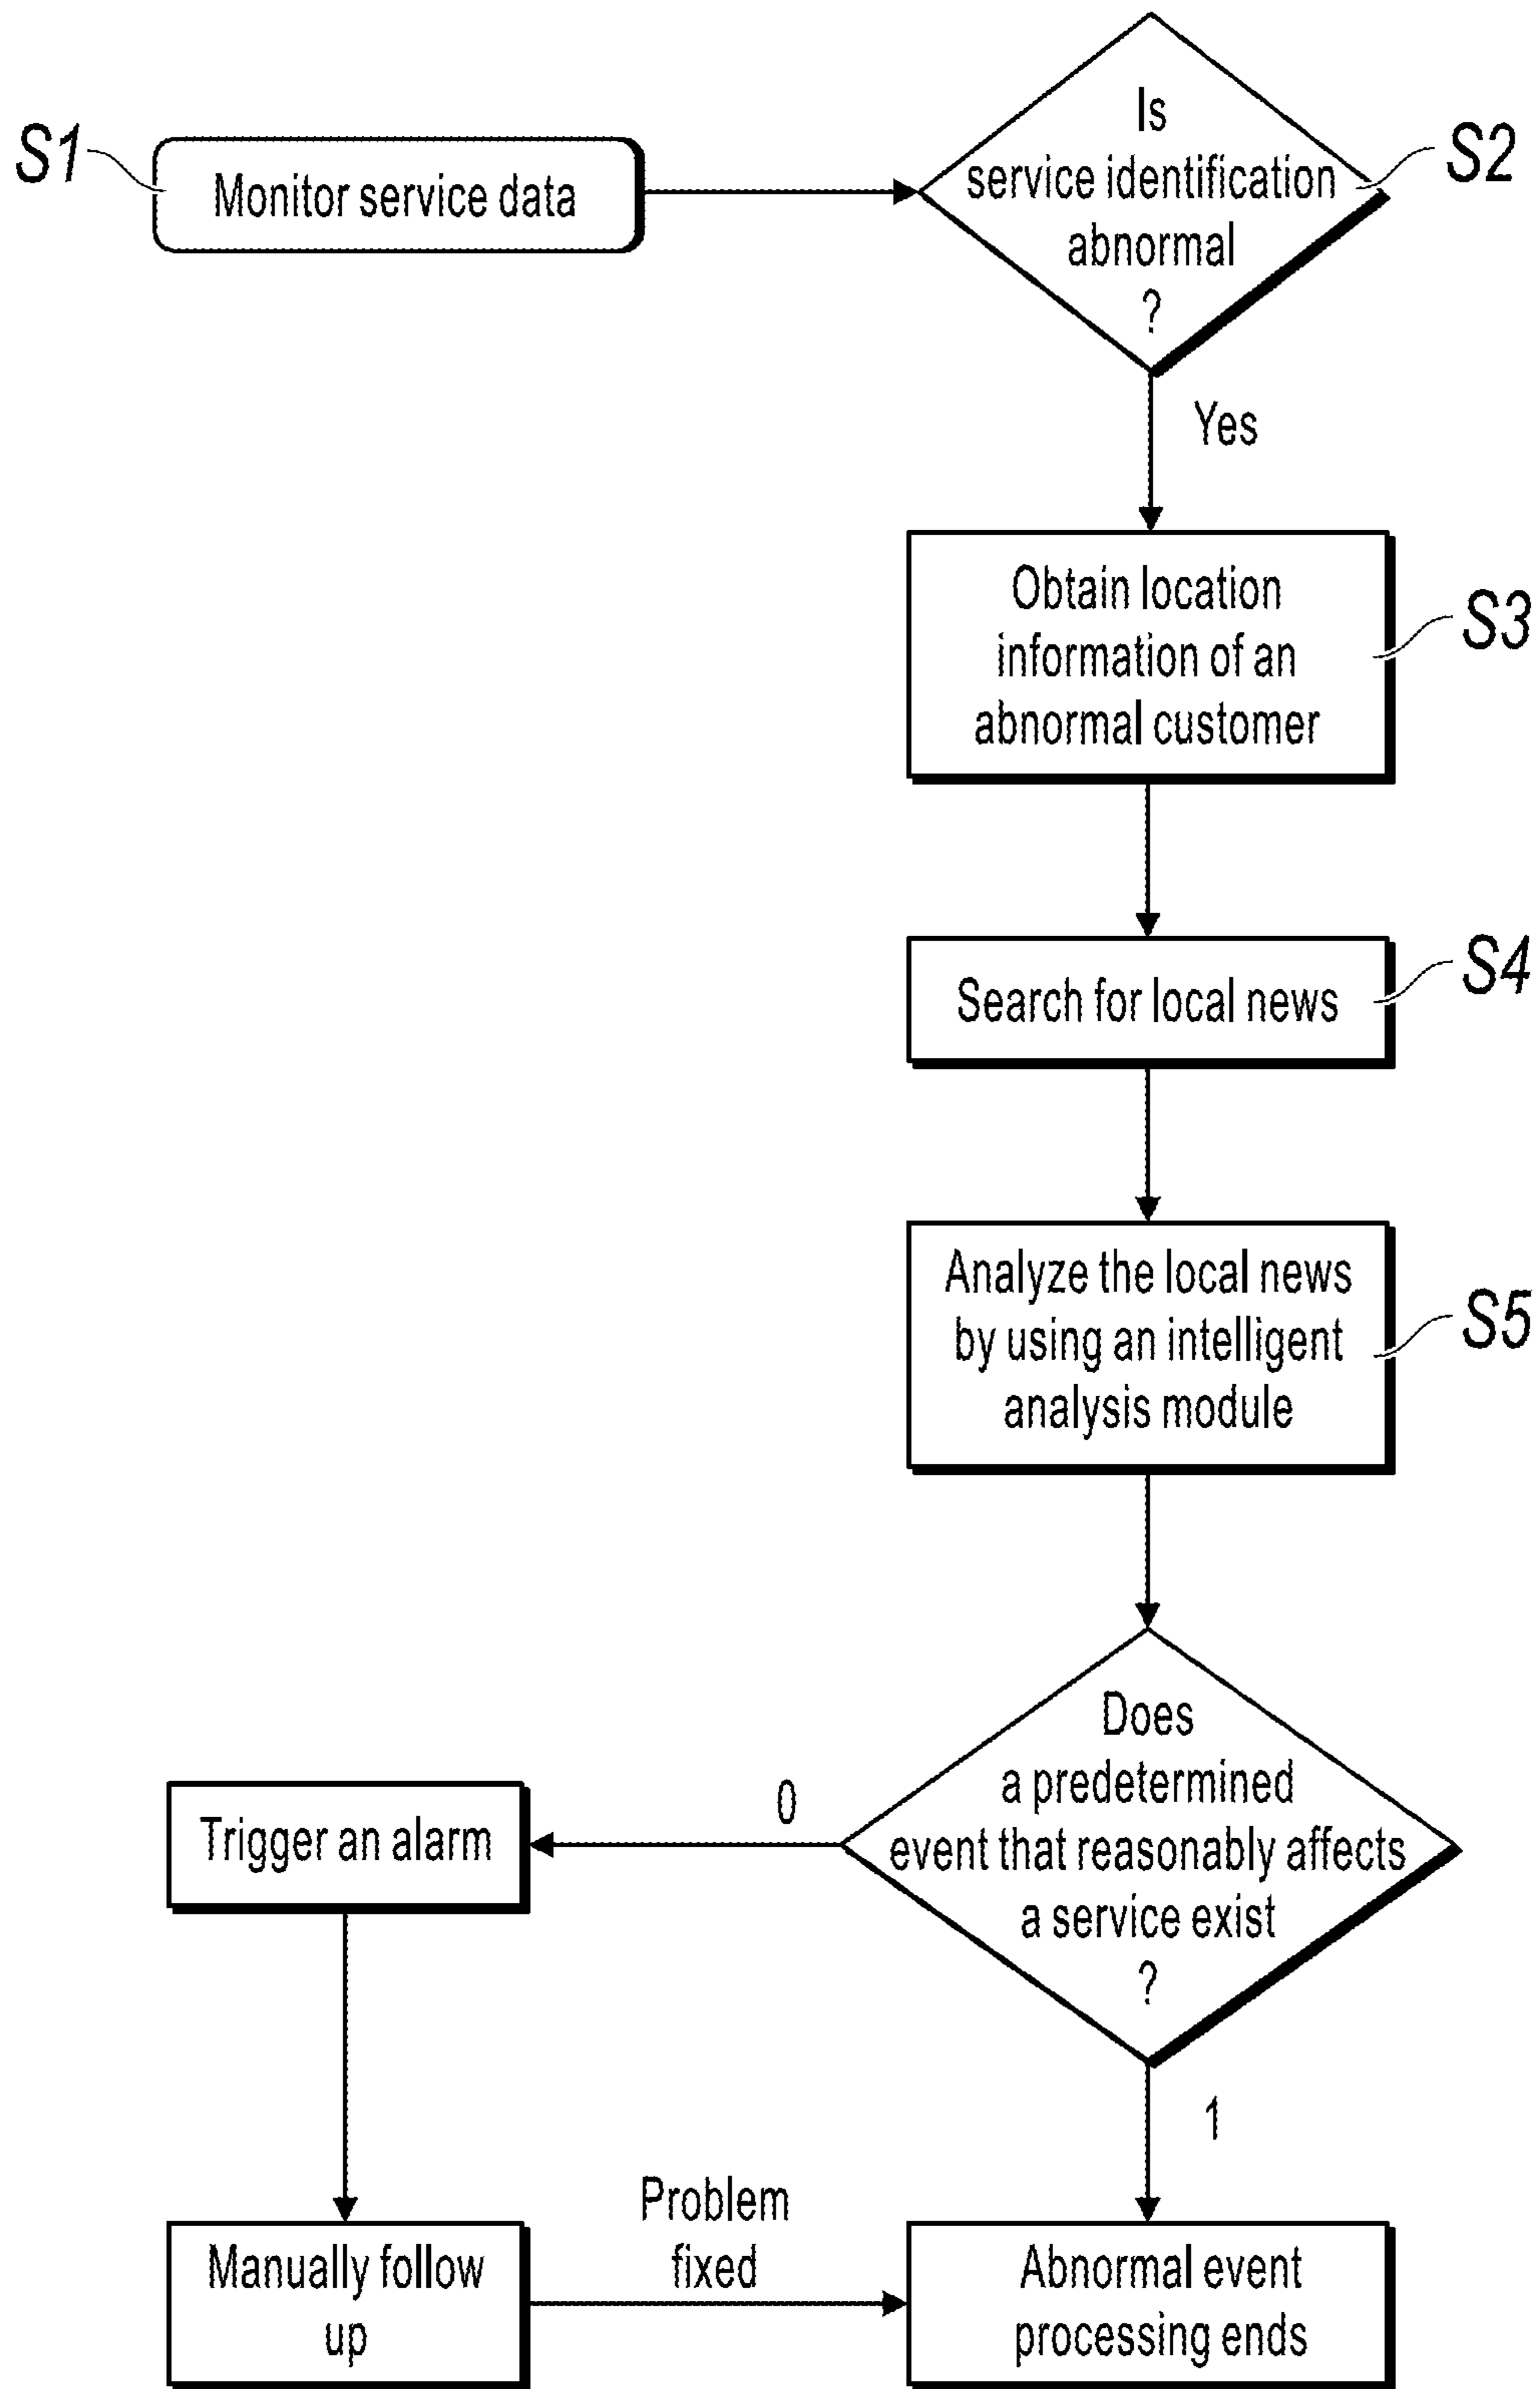 S1
Monitor service data
Is
service identification
abnormal
?
S2
Yes
Obtain location
information of an
abnormal customer
S3
Search for local news
S4
Analyze the local news
by using an intelligent
analysis module
S5
Does
a predetermined
event that reasonably affects
a service exist
?
0
Trigger an alarm
1
Manually follow
up
Problem
fixed
Abnormal event
processing ends